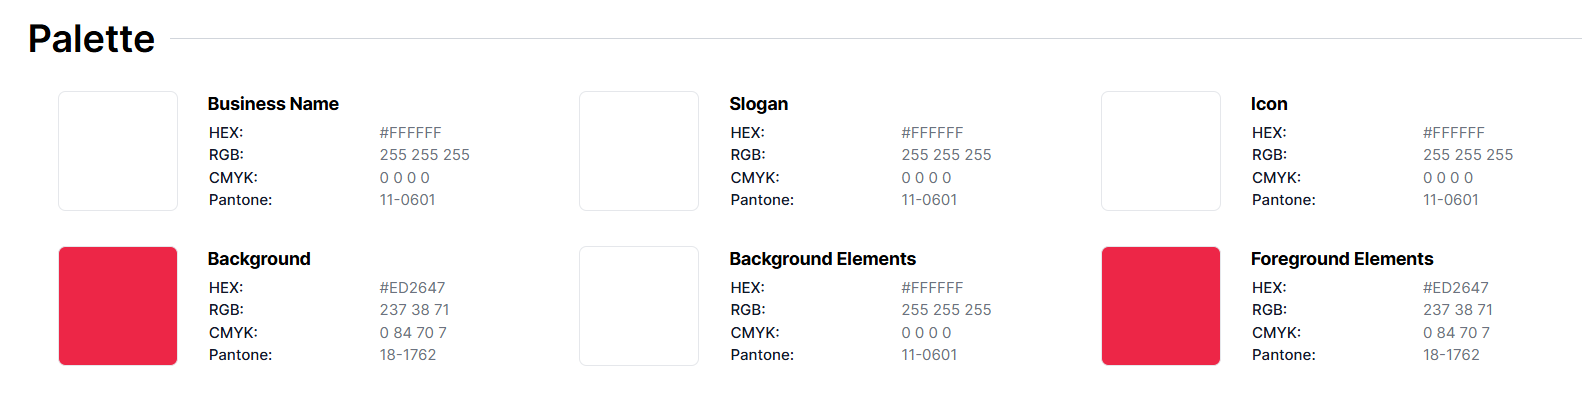 Palette
Business Name
HEX: #FFFFFF
RGB: 255 255 255
CMYK: 0 0 0 0
Pantone: 11-0601
Slogan
HEX: #FFFFFF
RGB: 255 255 255
CMYK: 0 0 0 0
Pantone: 11-0601
Icon
HEX: #FFFFFF
RGB: 255 255 255
CMYK: 0 0 0 0
Pantone: 11-0601
Background
HEX: #ED2647
RGB: 237 38 71
CMYK: 0 84 70 7
Pantone: 18-1762
Background Elements
HEX: #FFFFFF
RGB: 255 255 255
CMYK: 0 0 0 0
Pantone: 11-0601
Foreground Elements
HEX: #ED2647
RGB: 237 38 71
CMYK: 0 84 70 7
Pantone: 18-1762